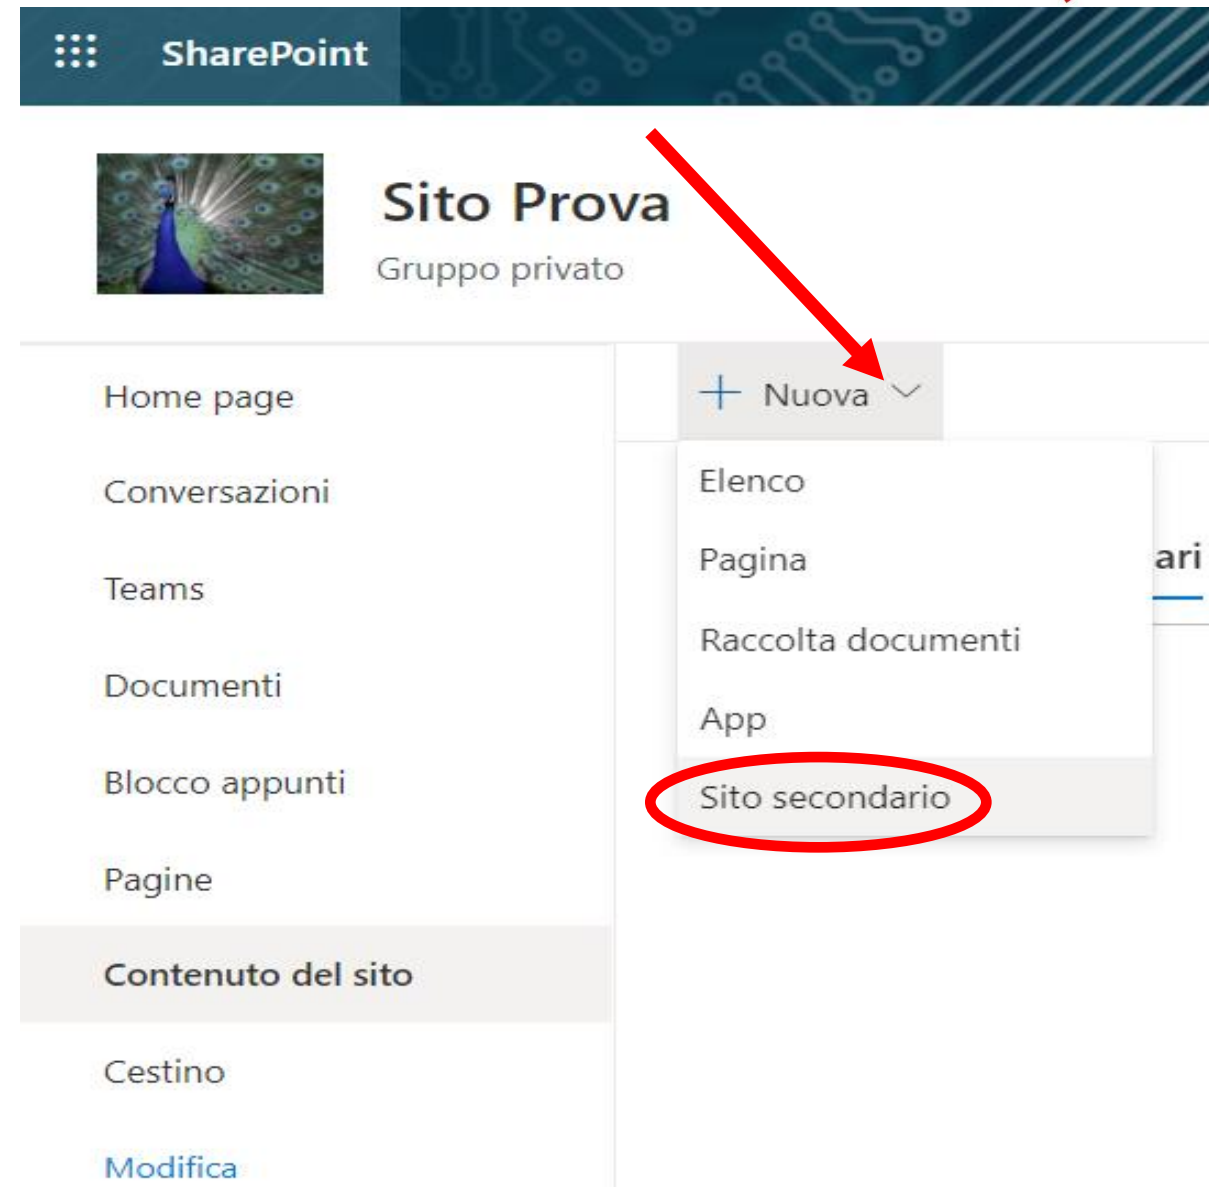 SharePoint
Sito Prova
Gruppo privato
Home page
Conversazioni
Teams
Documenti
Blocco appunti
Pagine
Contenuto del sito
Cestino
Modifica
+ Nuova
Elenco
Pagina
Raccolta documenti
App
Sito secondario
ari